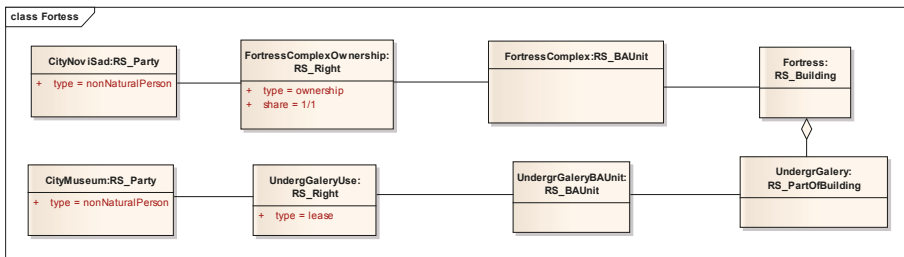 class Fortess
CityNoviSad:RS_Party
+ type = nonNaturalPerson
FortressComplexOwnership:
RS_Right
+ type = ownership
+ share = 1/1
FortressComplex:RS_BAUnit
Fortress:
RS_Building
CityMuseum:RS_Party
+ type = nonNaturalPerson
UndergGaleryUse:
RS_Right
+ type = lease
UndergrGaleryBAUnit:
RS_BAUnit
UndergrGalery:
RS_PartOfBuilding